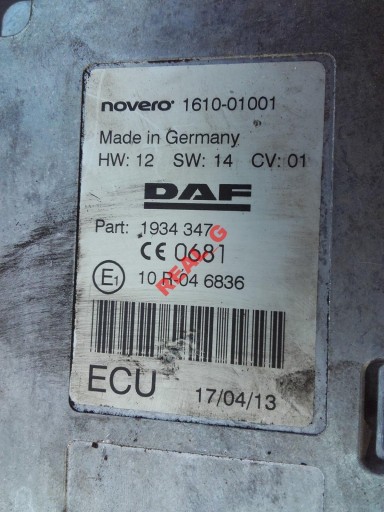 novero 1610-01001
Made in Germany
HW: 12 SW: 14 CV: 01
DAF
Part: 1934 347
CE 0681
E1 10 R-04 6836
ECU 17/04/13